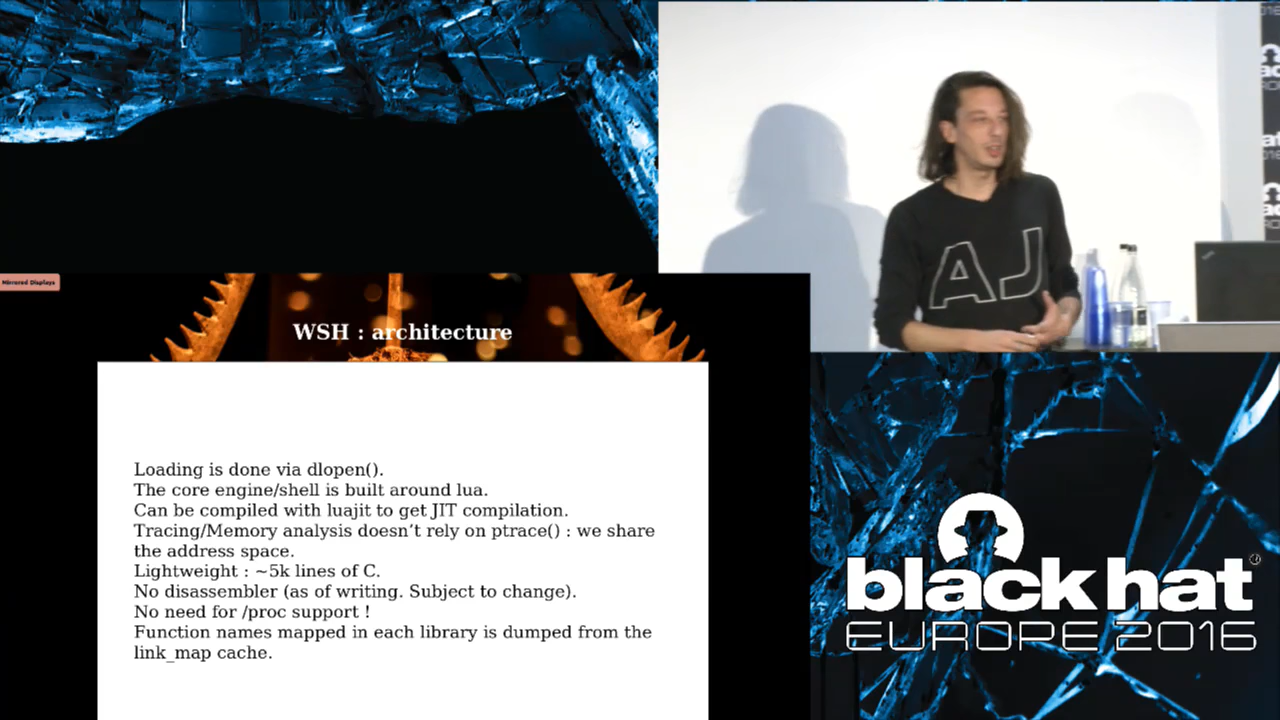 AJ
Mirrored Displays
WSH : architecture
Loading is done via dlopen().
The core engine/shell is built around lua.
Can be compiled with luajit to get JIT compilation.
Tracing/Memory analysis doesn't rely on ptrace() : we share
the address space.
Lightweight : ~5k lines of C.
No disassembler (as of writing. Subject to change).
No need for /proc support !
Function names mapped in each library is dumped from the
link_map cache.
black hat
EUROPE 2016